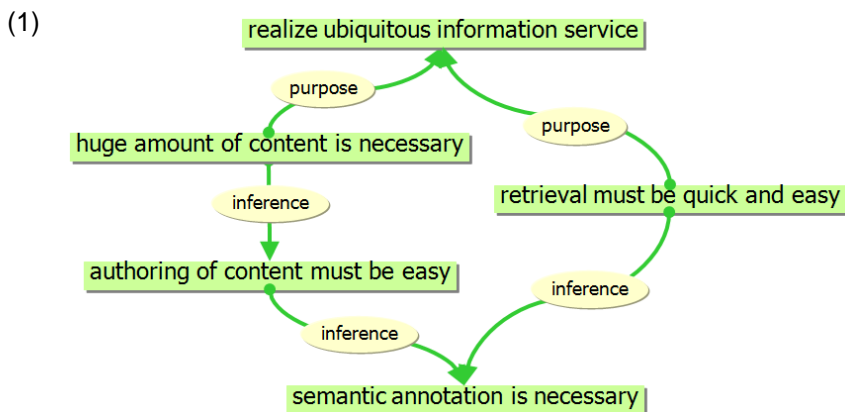 (1)
realize ubiquitous information service
purpose
purpose
huge amount of content is necessary
retrieval must be quick and easy
inference
authoring of content must be easy
inference
inference
semantic annotation is necessary